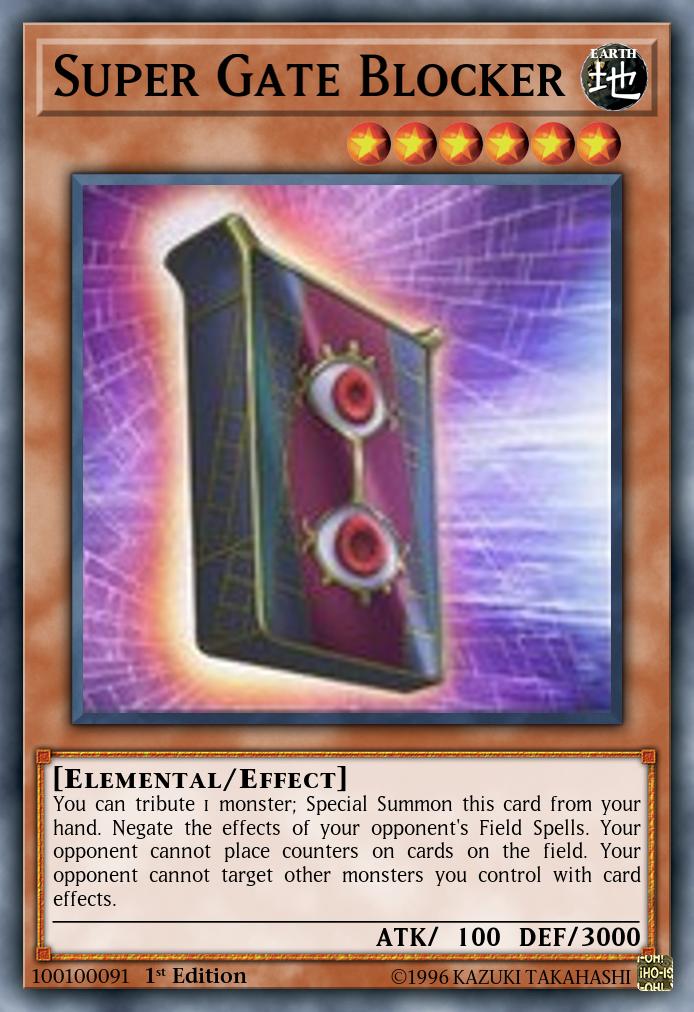 Super Gate Blocker
EARTH
地
[Elemental/Effect]
You can tribute 1 monster; Special Summon this card from your
hand. Negate the effects of your opponent's Field Spells. Your
opponent cannot place counters on cards on the field. Your
opponent cannot target other monsters you control with card
effects.
ATK/ 100 DEF/3000
100100091 1st Edition ©1996 KAZUKI TAKAHASHI